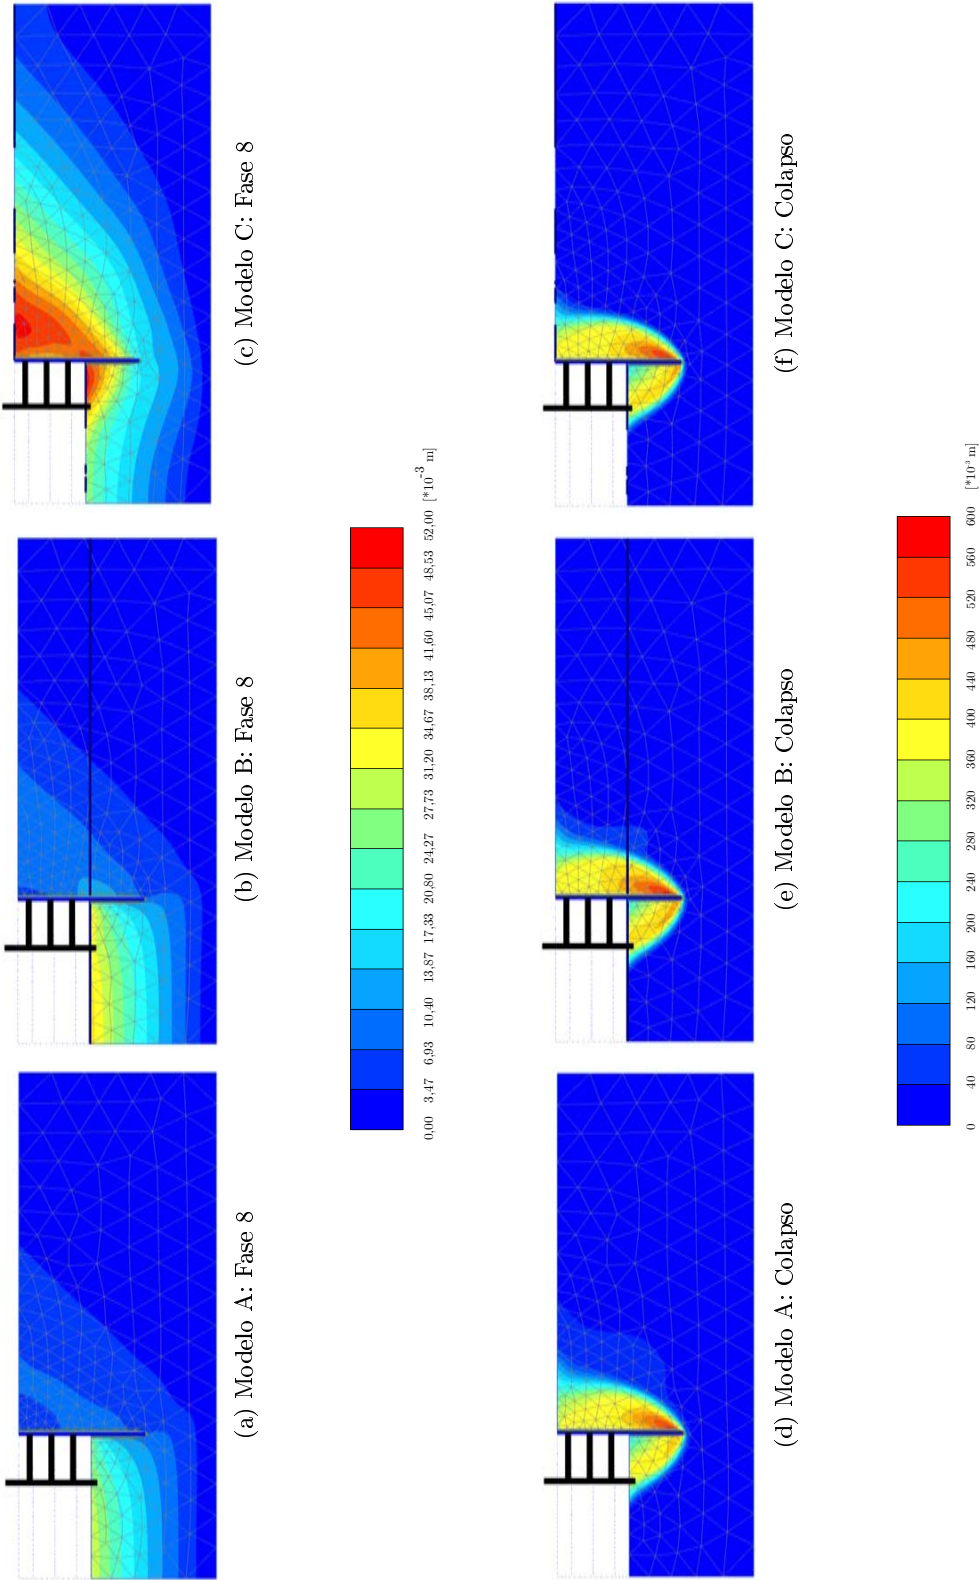 (a) Modelo A: Fase 8
(b) Modelo B: Fase 8
(c) Modelo C: Fase 8
0,00 3,47 6,93 10,40 13,87 17,33 20,80 24,27 27,73 31,20 34,67 38,13 41,60 45,07 48,53 52,00 [*10-3 m]
(d) Modelo A: Colapso
(e) Modelo B: Colapso
(f) Modelo C: Colapso
0 40 80 120 160 200 240 280 320 360 400 440 480 520 560 600 [*10-3 m]